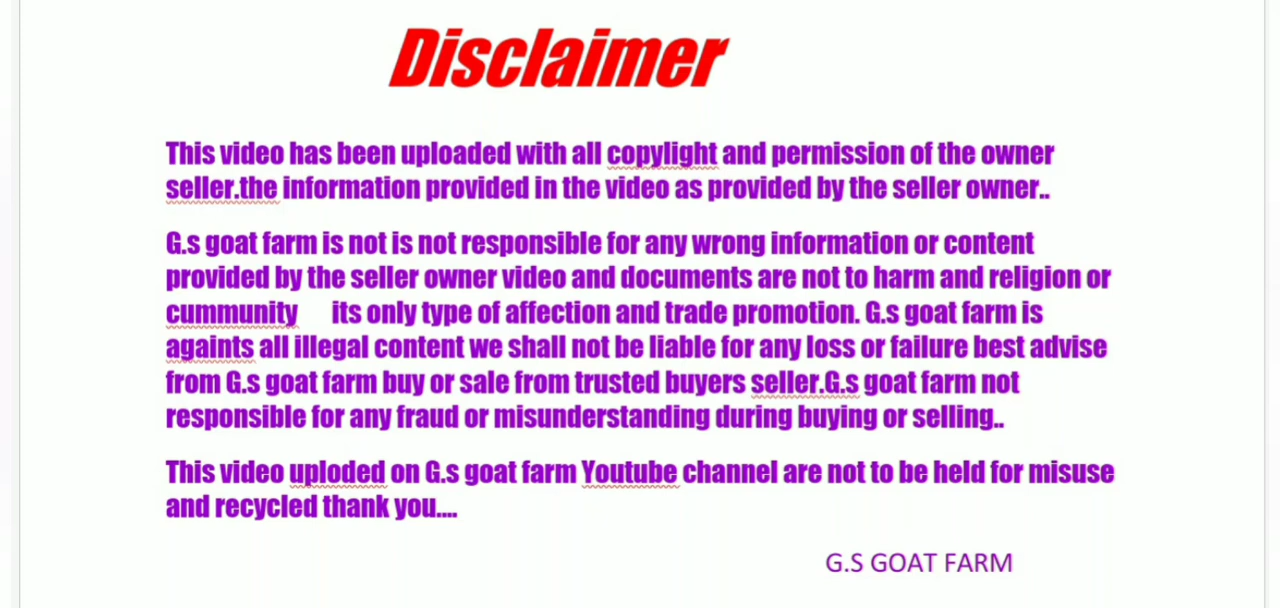 Disclaimer
This video has been uploaded with all copylight and permission of the owner
seller.the information provided in the video as provided by the seller owner..
G.s goat farm is not is not responsible for any wrong information or content
provided by the seller owner video and documents are not to harm and religion or
cummunity its only type of affection and trade promotion. G.s goat farm is
againts all illegal content we shall not be liable for any loss or failure best advise
from G.s goat farm buy or sale from trusted buyers seller.G.s goat farm not
responsible for any fraud or misunderstanding during buying or selling..
This video uploded on G.s goat farm Youtube channel are not to be held for misuse
and recycled thank you....
G.S GOAT FARM